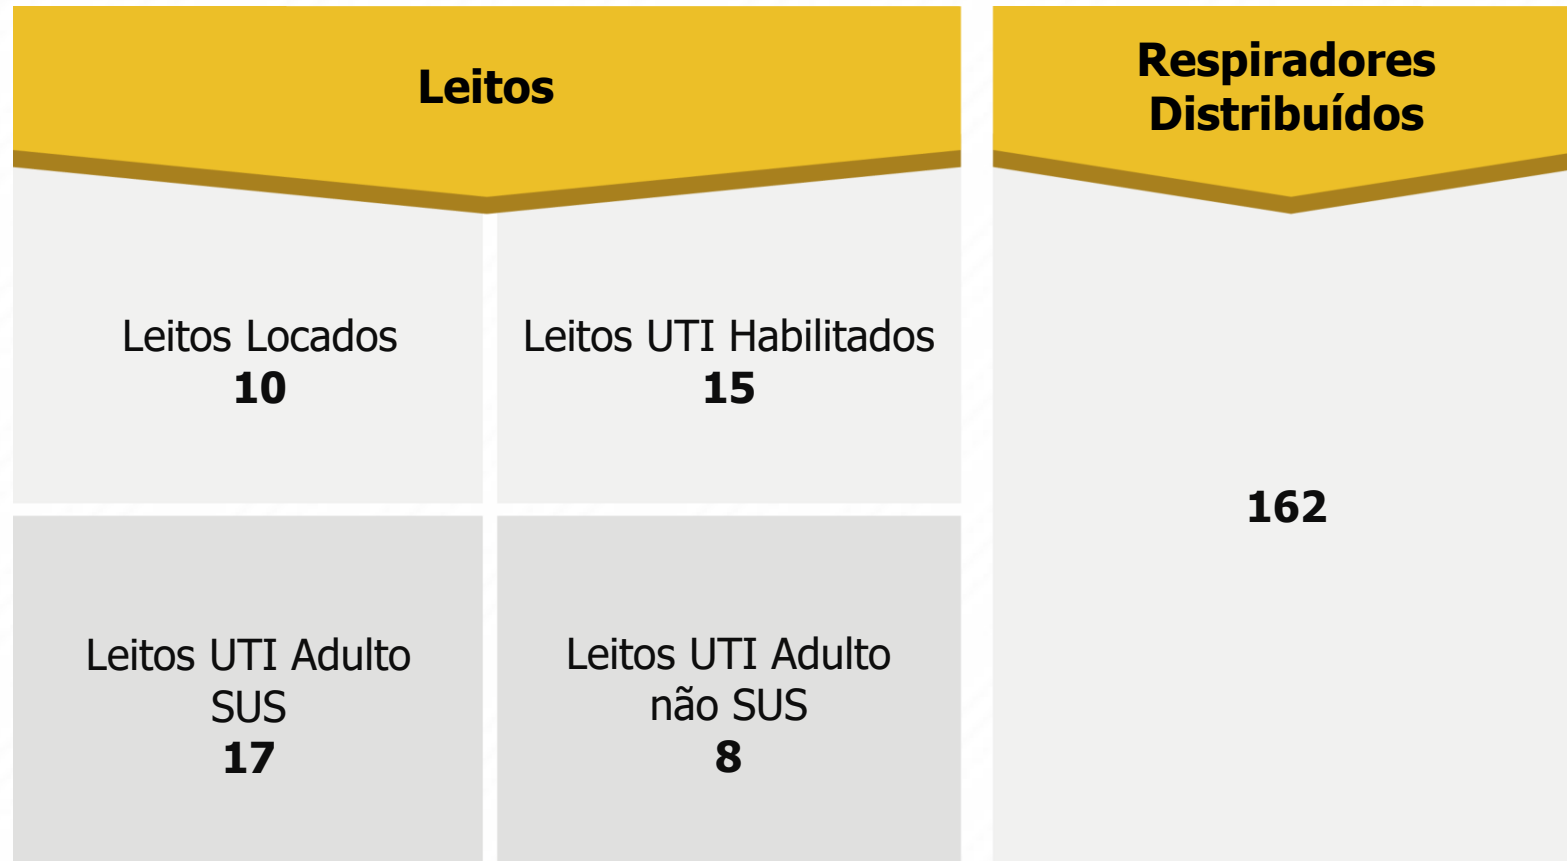 Leitos
Respiradores
Distribuídos
Leitos Locados
10
Leitos UTI Habilitados
15
162
Leitos UTI Adulto
SUS
17
Leitos UTI Adulto
não SUS
8